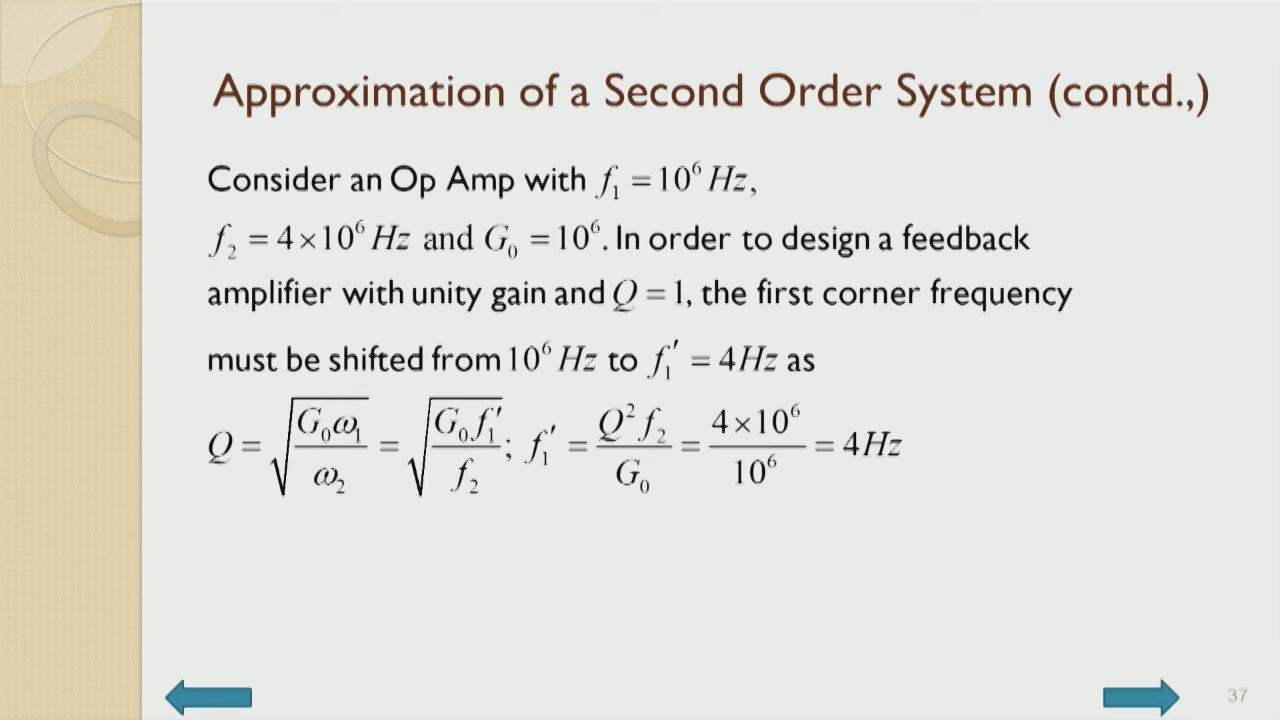 Approximation of a Second Order System (contd.,)
Consider an Op Amp with f₁ = 10⁶ Hz,
f₂ = 4×10⁶ Hz and G₀ = 10⁶. In order to design a feedback
amplifier with unity gain and Q = 1, the first corner frequency
must be shifted from 10⁶ Hz to f₁′ = 4Hz as
Q = √(G₀ω₁/ω₂) = √(G₀f₁′/f₂); f₁′ = Q²f₂/G₀ = 4×10⁶/10⁶ = 4Hz
37